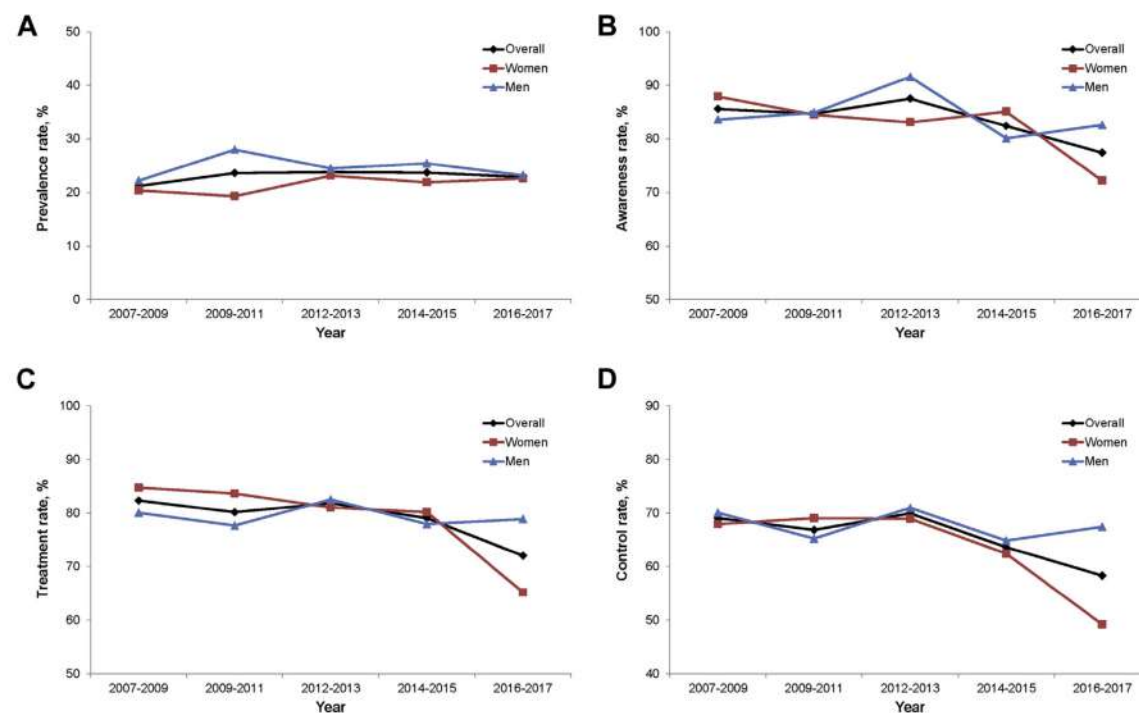 A
50
40
30
20
10
0
Prevalence rate, %
Overall
Women
Men
2007-2009 2009-2011 2012-2013 2014-2015 2016-2017
Year
B
100
90
80
70
60
50
Awareness rate, %
Overall
Women
Men
2007-2009 2009-2011 2012-2013 2014-2015 2016-2017
Year
C
100
90
80
70
60
50
Treatment rate, %
Overall
Women
Men
2007-2009 2009-2011 2012-2013 2014-2015 2016-2017
Year
D
90
80
70
60
50
40
Control rate, %
Overall
Women
Men
2007-2009 2009-2011 2012-2013 2014-2015 2016-2017
Year